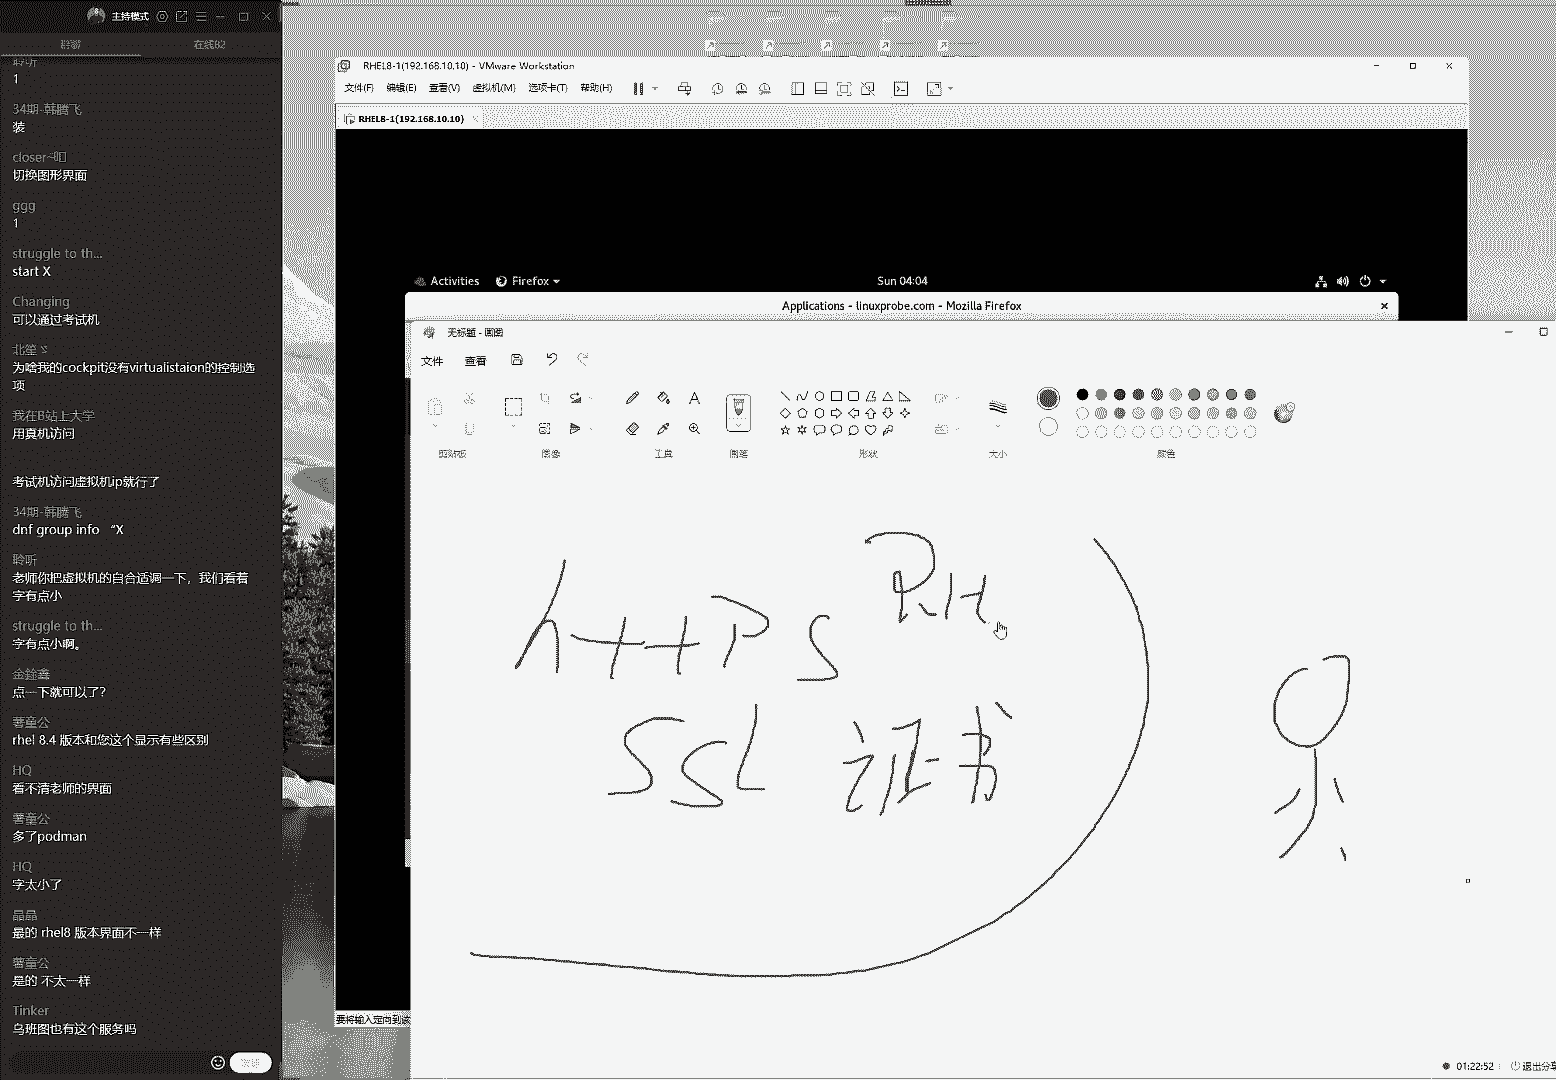 主持模式
群聊
在线82
聆听
1
34期-韩腾飞
装
切换图形界面
ggg
1
struggle to th...
start X
Changing
可以通过考试机
为啥我的cockpit没有virtualistaion的控制选
项
我在B站上大学
用真机访问
考试机访问虚拟机ip就行了
34期-韩腾飞
dnf group info “X
聆听
老师你把虚拟机的自合适调一下，我们看着
字有点小
struggle to th...
字有点小啊。
点一下就可以了？
薯童公
rhel 8.4 版本和您这个显示有些区别
HQ
看不清老师的界面
薯童公
多了podman
HQ
字太小了
晶晶
最的 rhel8 版本界面不一样
薯童公
是的 不太一样
Tinker
乌班图也有这个服务吗
发送
RHEL8-1(192.168.10.10) - VMware Workstation
文件(F) 编辑(E) 查看(V) 虚拟机(M) 选项卡(T) 帮助(H)
RHEL8-1(192.168.10.10)
Activities Firefox Sun 04:04
Applications - linuxprobe.com - Mozilla Firefox
无标题 - 画图
文件 查看
剪贴板 图像 工具 画笔 形状 大小 颜色
RH
httPS
SSL 证书
要将输入定向到该
01:22:52 退出分享